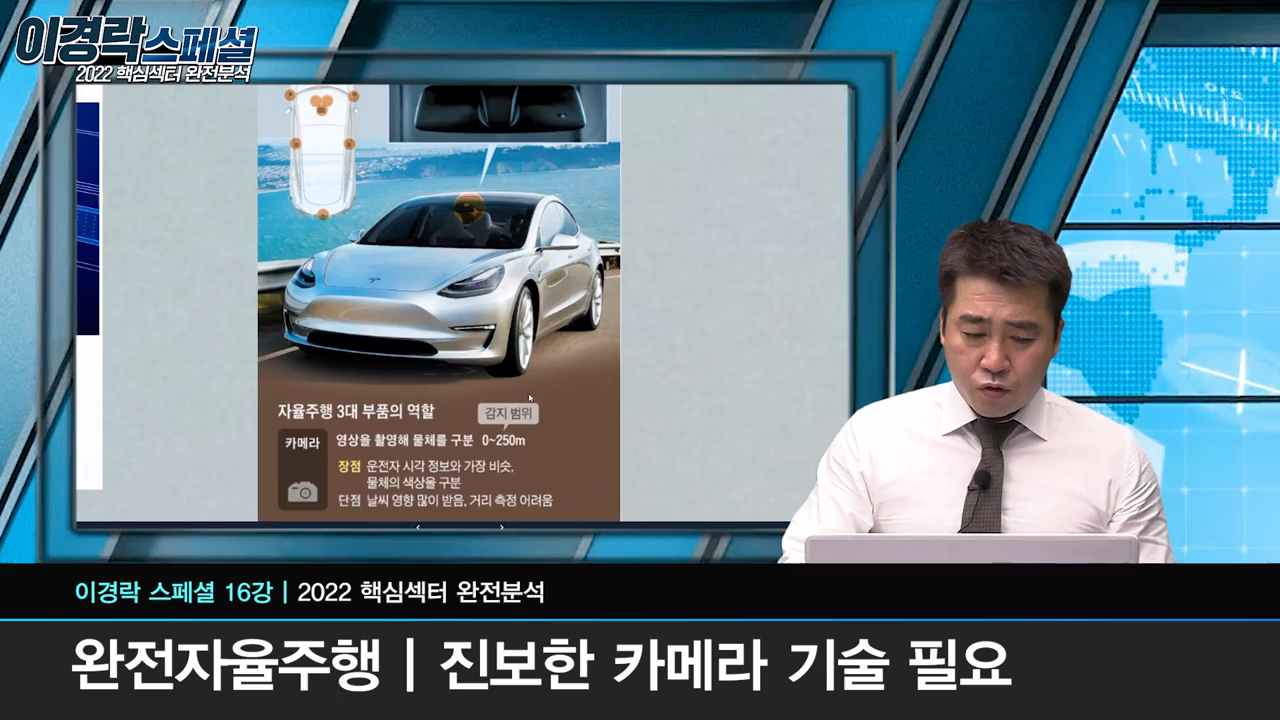 이경락스페셜
2022 핵심섹터 완전분석
자율주행 3대 부품의 역할
감지 범위
카메라
영상을 촬영해 물체를 구분 0~250m
장점 운전자 시각 정보와 가장 비슷,
물체의 색상을 구분
단점 날씨 영향 많이 받음, 거리 측정 어려움
이경락 스페셜 16강 | 2022 핵심섹터 완전분석
완전자율주행 | 진보한 카메라 기술 필요